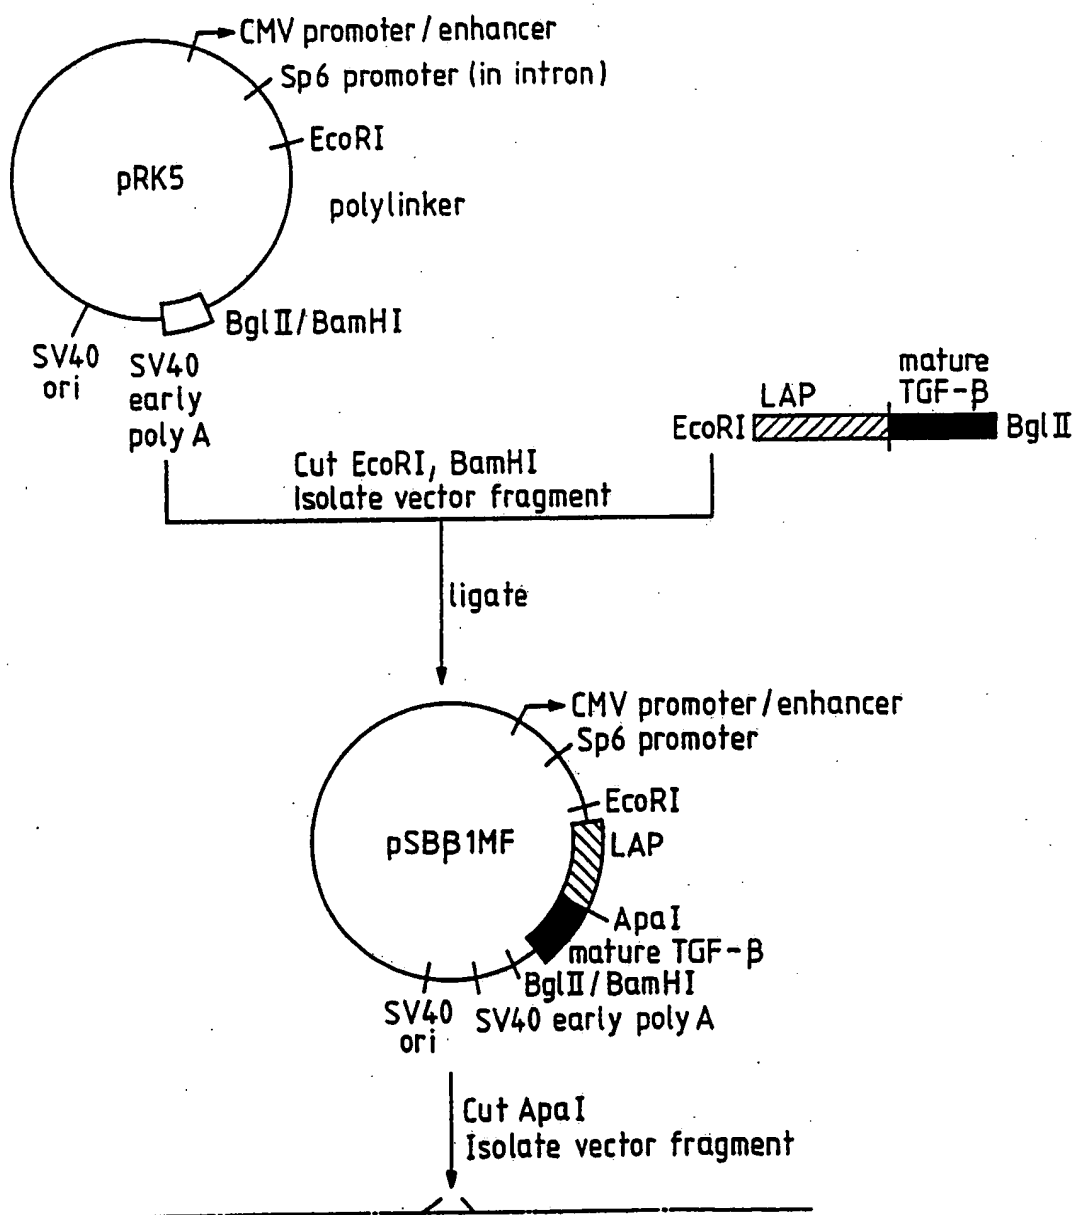 CMV promoter/enhancer
Sp6 promoter (in intron)
EcoRI
pRK5
polylinker
BglII/BamHI
SV40
ori
SV40
early
poly A
mature
TGF-β
LAP
EcoRI
BglII
Cut EcoRI, BamHI
Isolate vector fragment
ligate
CMV promoter/enhancer
Sp6 promoter
EcoRI
pSBβ1MF
LAP
ApaI
mature TGF-β
BglII/BamHI
SV40
ori
SV40 early poly A
Cut ApaI
Isolate vector fragment